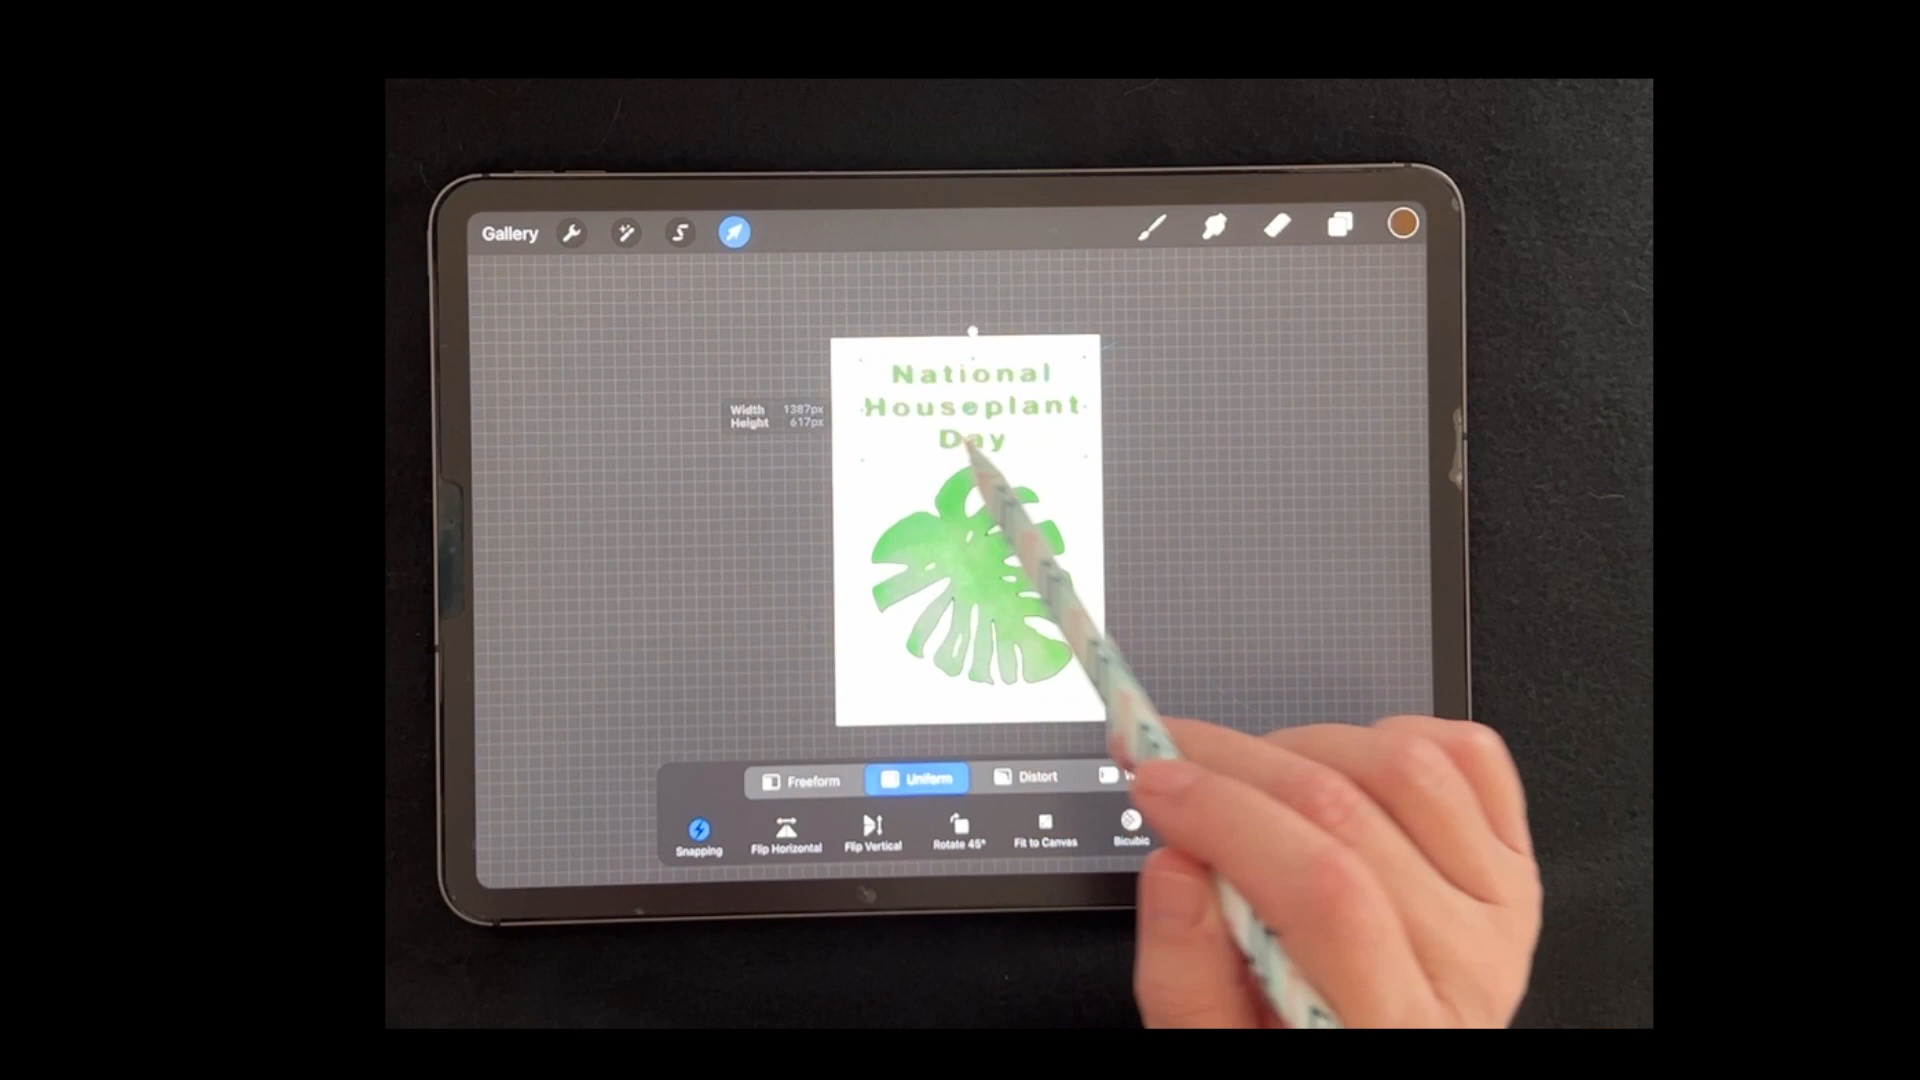 Gallery
National
Houseplant
Day
Width 1387px
Height 617px
Freeform
Uniform
Distort
Snapping
Flip Horizontal
Flip Vertical
Rotate 45°
Fit to Canvas
Bicubic